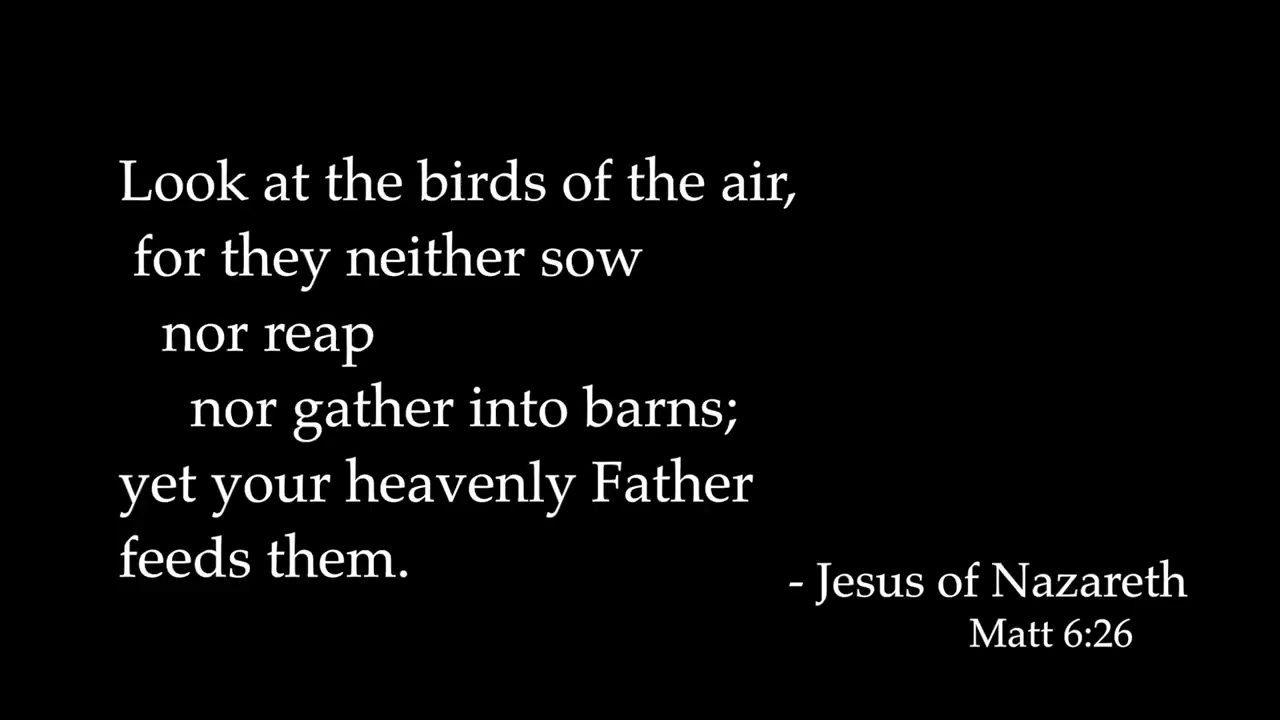 Look at the birds of the air,
for they neither sow
nor reap
nor gather into barns;
yet your heavenly Father
feeds them.
- Jesus of Nazareth
Matt 6:26